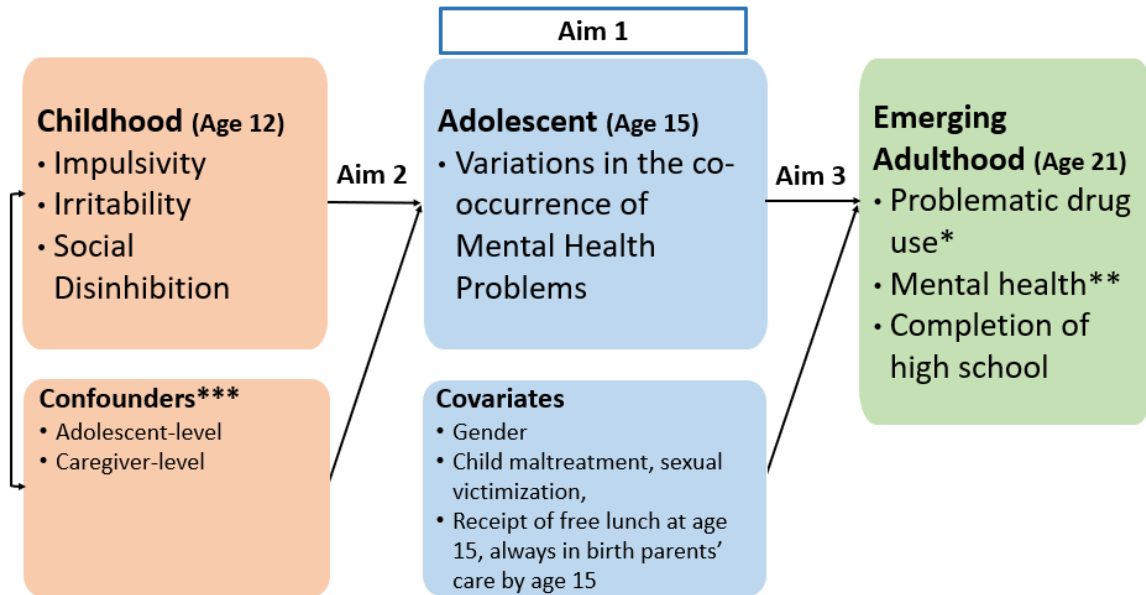 Aim 1
Childhood (Age 12)
• Impulsivity
• Irritability
• Social
Disinhibition
Aim 2
Adolescent (Age 15)
• Variations in the co-
occurrence of
Mental Health
Problems
Aim 3
Emerging
Adulthood (Age 21)
• Problematic drug
use*
• Mental health**
• Completion of
high school
Confounders***
• Adolescent-level
• Caregiver-level
Covariates
• Gender
• Child maltreatment, sexual
victimization,
• Receipt of free lunch at age
15, always in birth parents’
care by age 15